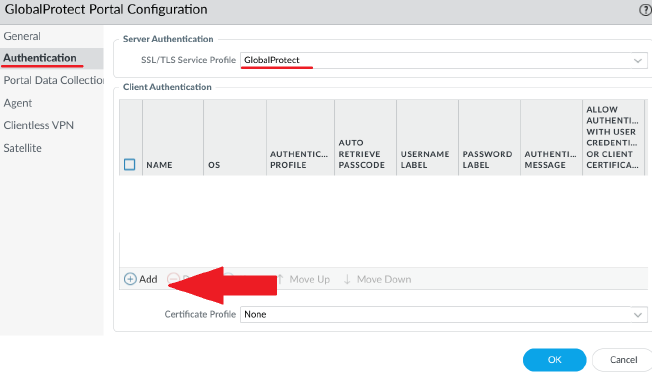 GlobalProtect Portal Configuration
General
Authentication
Portal Data Collection
Agent
Clientless VPN
Satellite
Server Authentication
SSL/TLS Service Profile GlobalProtect
Client Authentication
NAME
OS
AUTHENTIC...
PROFILE
AUTO
RETRIEVE
PASSCODE
USERNAME
LABEL
PASSWORD
LABEL
AUTHENTI...
MESSAGE
ALLOW
AUTHENTI...
WITH USER
CREDENTI...
OR CLIENT
CERTIFICA...
Add Move Up Move Down
Certificate Profile None
OK Cancel